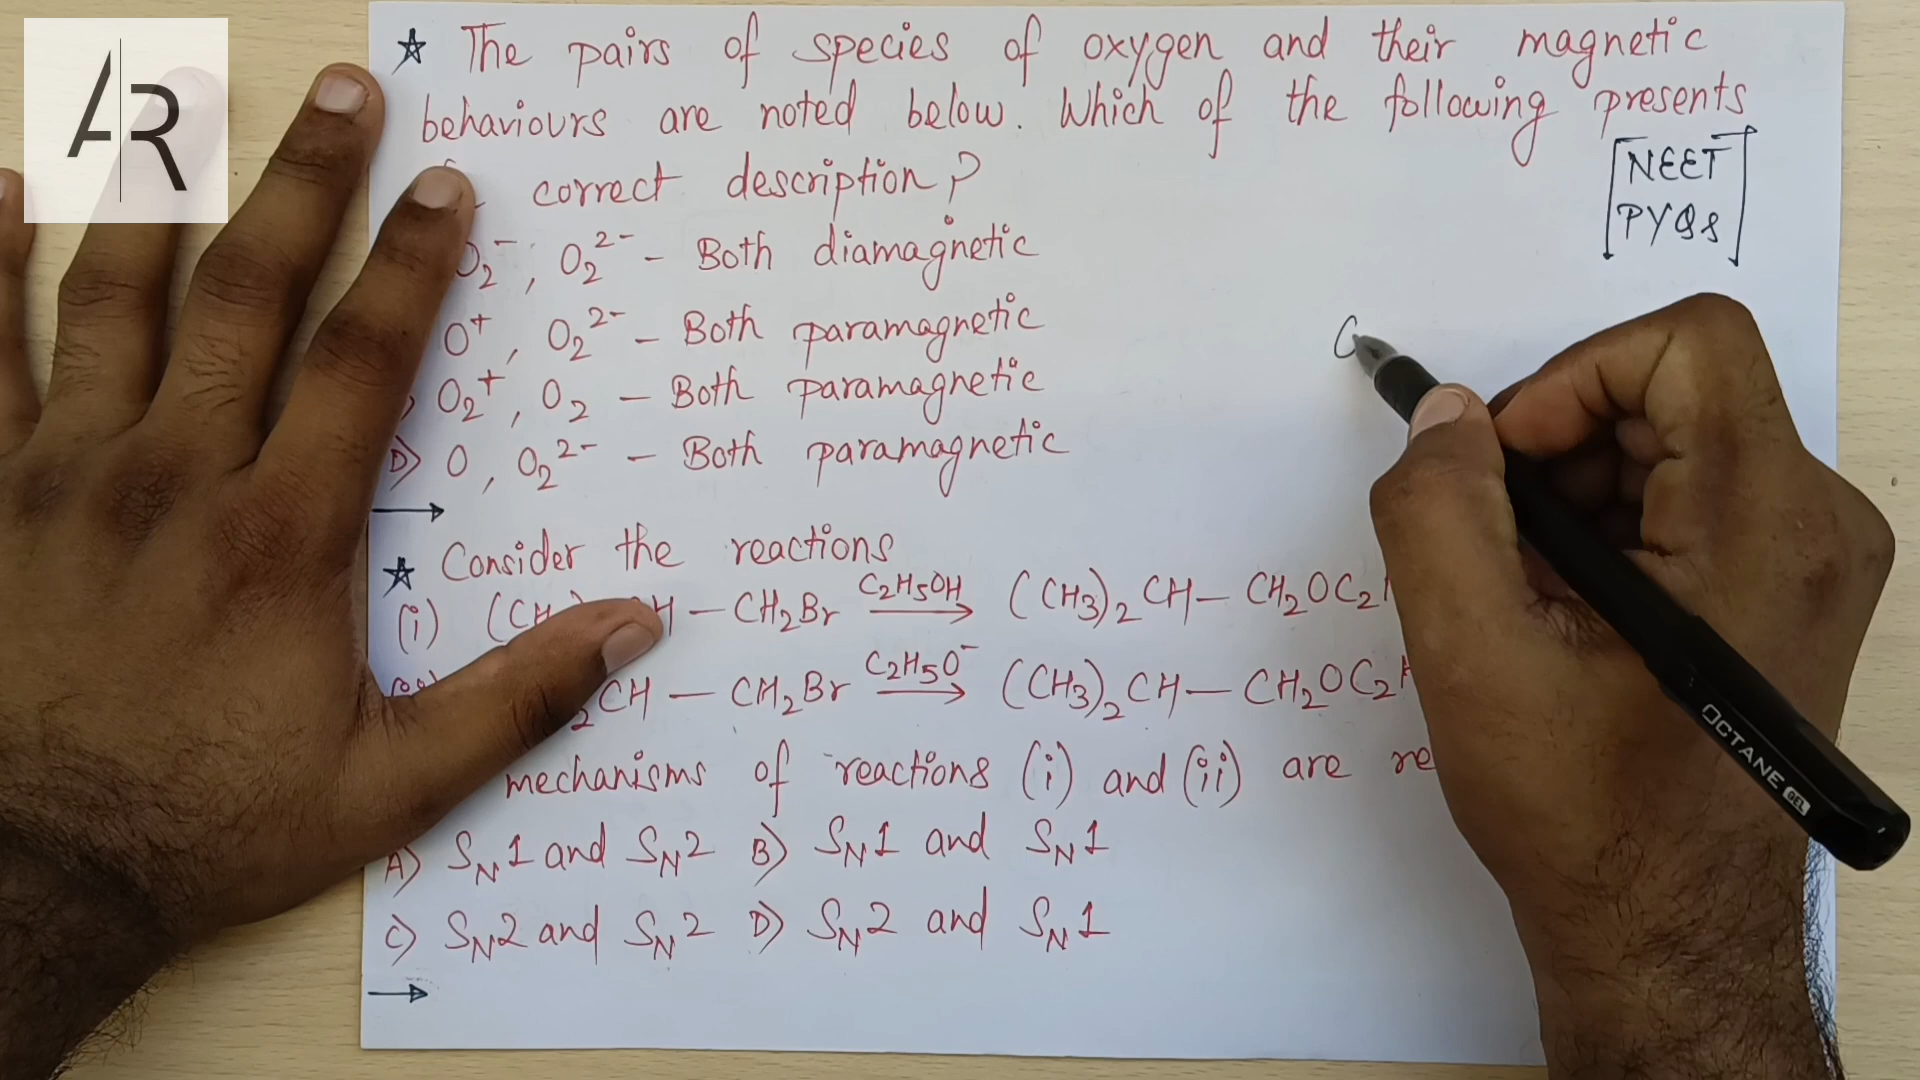 AR
★ The pairs of species of oxygen and their magnetic
behaviours are noted below. Which of the following presents
correct description?
[NEET
PYQs]
O₂⁻, O₂²⁻ - Both diamagnetic
O⁺, O₂²⁻ - Both paramagnetic
) O₂⁺, O₂ - Both paramagnetic
D) O, O₂²⁻ - Both paramagnetic
→
★ Consider the reactions
(i) (CH — CH₂Br C₂H₅OH → (CH₃)₂CH — CH₂OC₂
₂CH — CH₂Br C₂H₅O⁻ → (CH₃)₂CH — CH₂OC₂
mechanisms of reactions (i) and (ii) are
A) SN1 and SN2 B) SN1 and SN1
C) SN2 and SN2 D) SN2 and SN1
→
OCTANE GEL